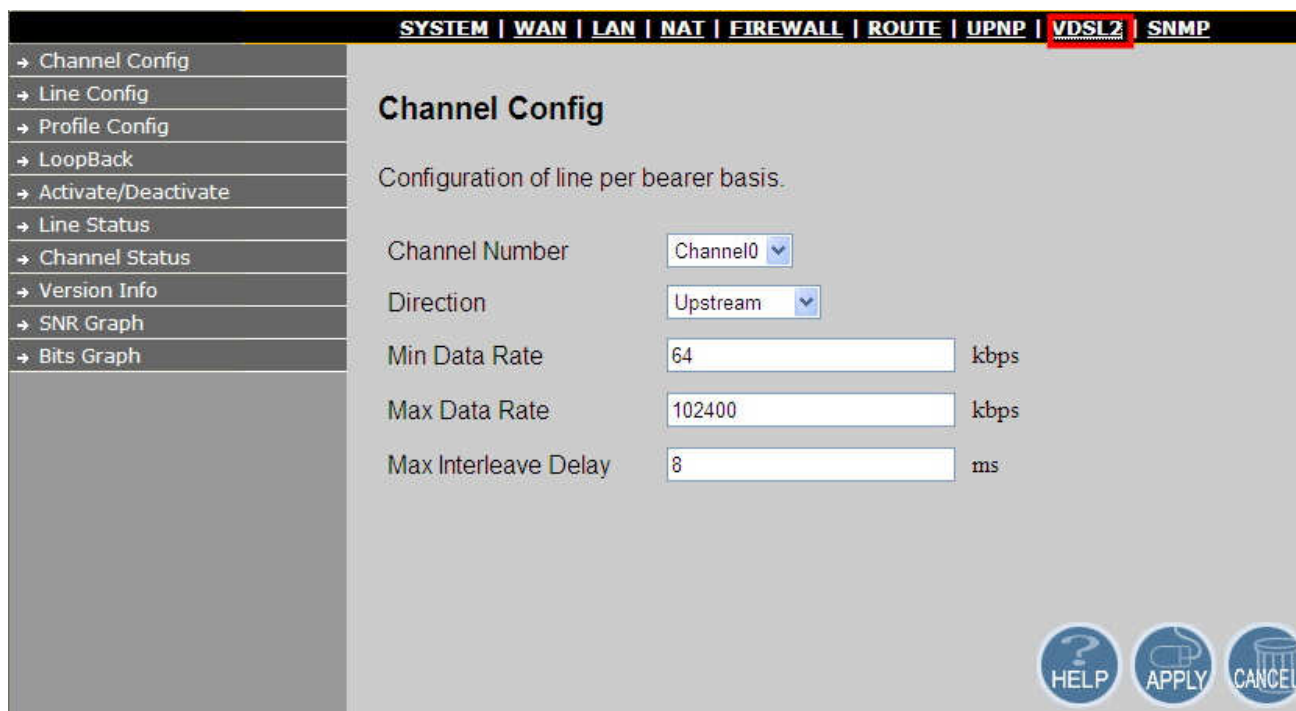 SYSTEM | WAN | LAN | NAT | FIREWALL | ROUTE | UPNP | VDSL2 | SNMP
Channel Config
Line Config
Profile Config
LoopBack
Activate/Deactivate
Line Status
Channel Status
Version Info
SNR Graph
Bits Graph
Channel Config
Configuration of line per bearer basis.
Channel Number Channel0
Direction Upstream
Min Data Rate 64 kbps
Max Data Rate 102400 kbps
Max Interleave Delay 8 ms
HELP APPLY CANCEL